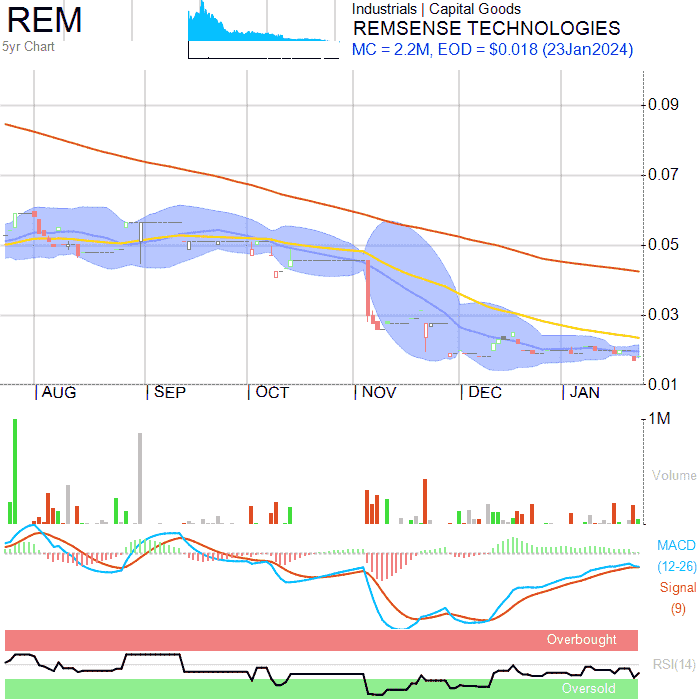 REM
5yr Chart
Industrials | Capital Goods
REMSENSE TECHNOLOGIES
MC = 2.2M, EOD = $0.018 (23Jan2024)
0.09
0.07
0.05
0.03
0.01
| AUG | SEP | OCT | NOV | DEC | JAN
1M
Volume
MACD
(12-26)
Signal
(9)
Overbought
RSI(14)
Oversold